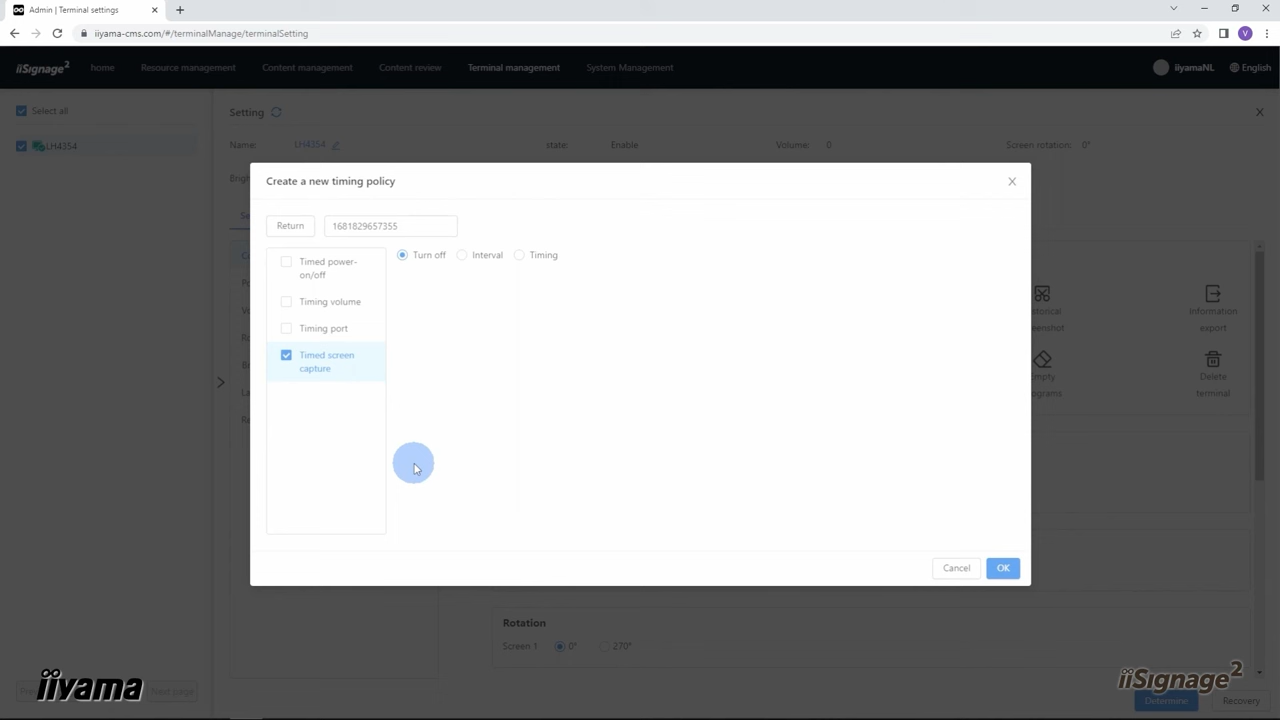 Admin | Terminal settings
iiyama-cms.com/#/terminalManage/terminalSetting
V
iiSignage²
home
Resource management
Content management
Content review
Terminal management
System Management
iiyamaNL
English
Select all
Setting
LH4354
Name:
LH4354
state:
Enable
Volume:
0
Screen rotation:
0°
Create a new timing policy
Return
1681829657355
Timed power-
on/off
Turn off
Interval
Timing
Timing volume
Timing port
Timed screen
capture
Information
export
Delete
terminal
Cancel
OK
Rotation
Screen 1
0°
270°
iiyama
Next page
iiSignage²
Determine
Recovery